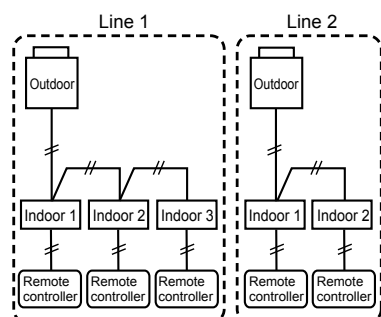 Line 1
Outdoor
Indoor 1
Indoor 2
Indoor 3
Remote
controller
Remote
controller
Remote
controller
Line 2
Outdoor
Indoor 1
Indoor 2
Remote
controller
Remote
controller